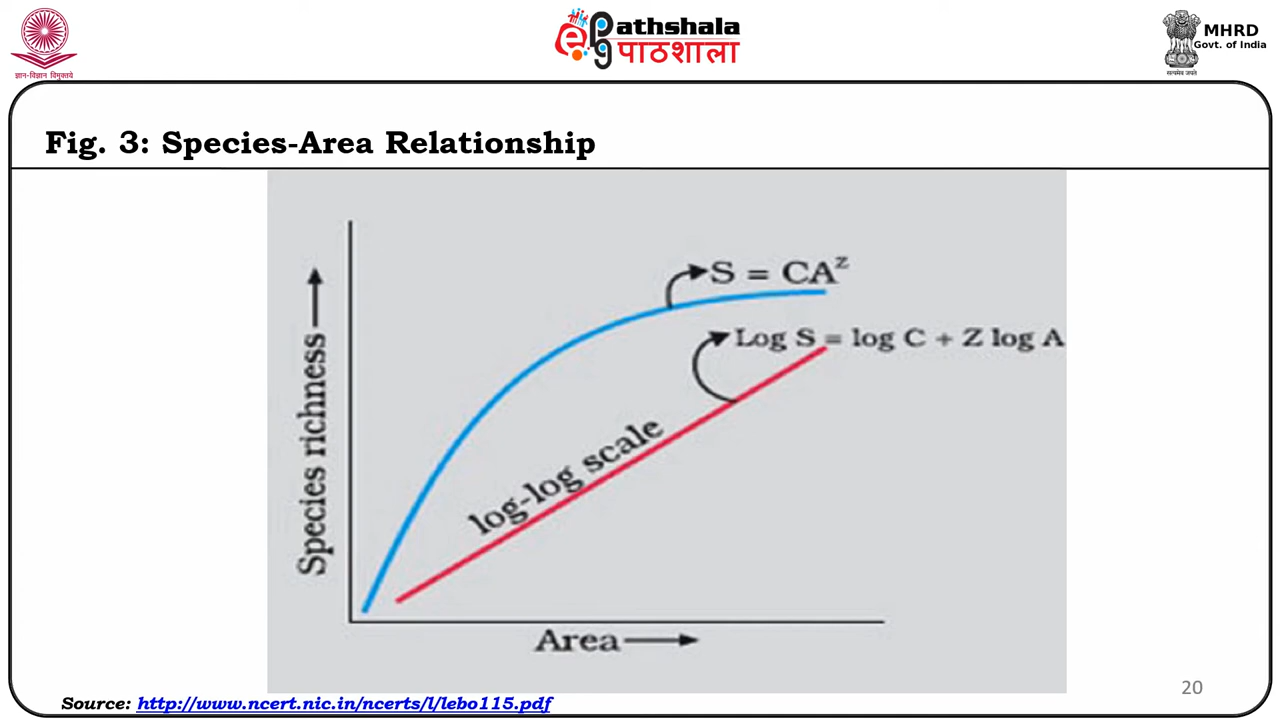 ज्ञान-विज्ञान विमुक्तये
ePathshala
पाठशाला
MHRD
Govt. of India
सत्यमेव जयते
Fig. 3: Species-Area Relationship
S = CA^z
Log S = log C + Z log A
log-log scale
Species richness
Area
Source: http://www.ncert.nic.in/ncerts/l/lebo115.pdf
20